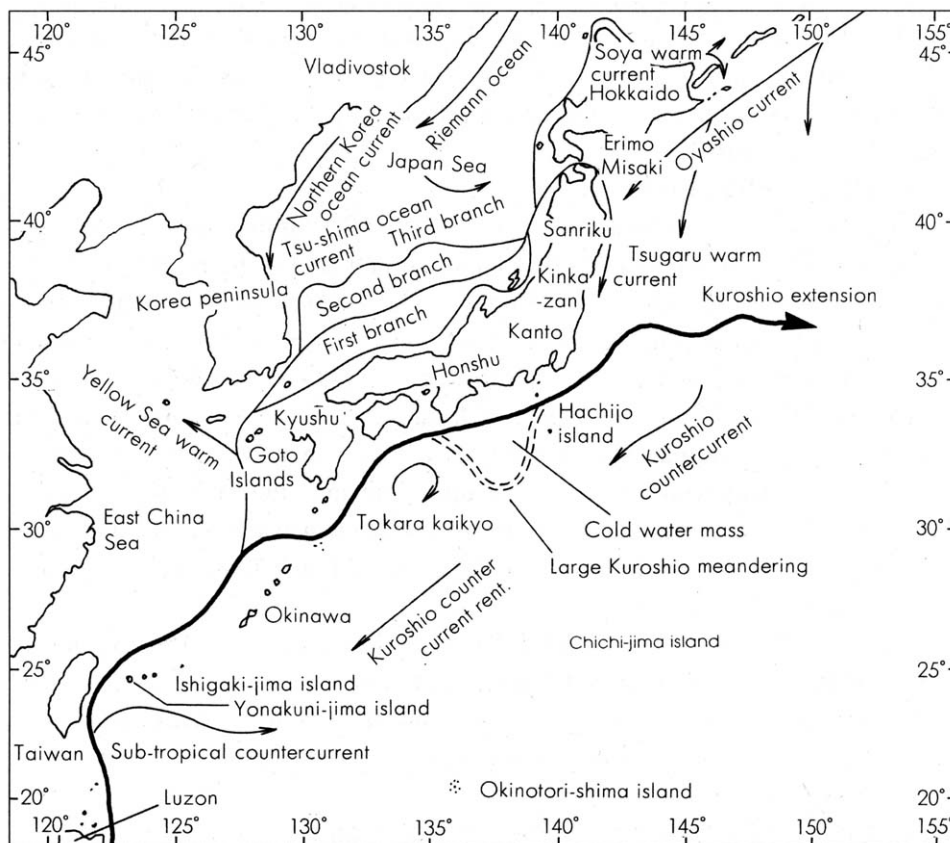 120° 125° 130° 135° 140° 145° 150° 155°
45°
45°
Vladivostok
Soya warm
current
Hokkaido
Riemann ocean
Northern Korea
ocean current
Japan Sea
Erimo
Misaki
Oyashio current
40°
40°
Tsu-shima ocean
current
Third branch
Second branch
First branch
Sanriku
Tsugaru warm
current
Korea peninsula
Kinka
-zan
Kuroshio extension
Kanto
Honshu
35°
35°
Yellow Sea warm
current
Kyushu
Hachijo
island
Goto
Islands
Kuroshio
countercurrent
East China
Sea
30°
30°
Tokara kaikyo
Cold water mass
Large Kuroshio meandering
Okinawa
Kuroshio counter
current rent.
Chichi-jima island
25°
25°
Ishigaki-jima island
Yonakuni-jima island
Taiwan
Sub-tropical countercurrent
Okinotori-shima island
20°
20°
Luzon
120° 125° 130° 135° 140° 145° 150° 155°